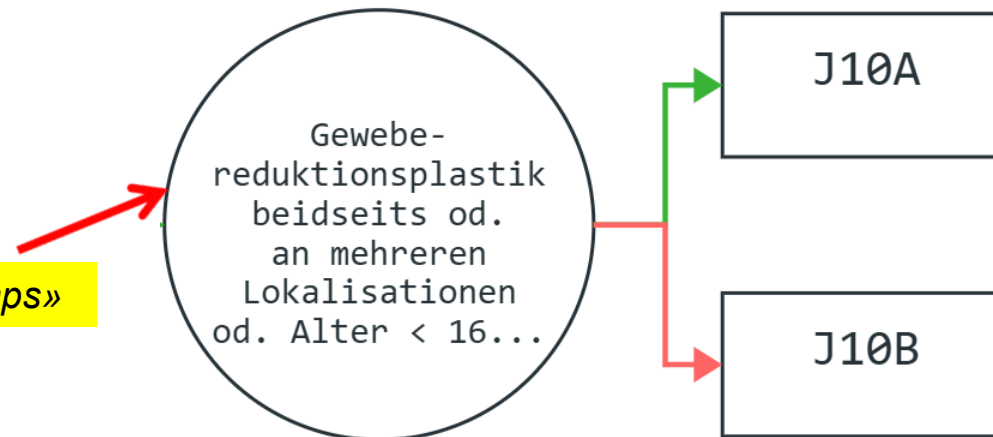 Gewebe-
reduktionsplastik
beidseits od.
an mehreren
Lokalisationen
od. Alter < 16...
J10A
J10B
ps»